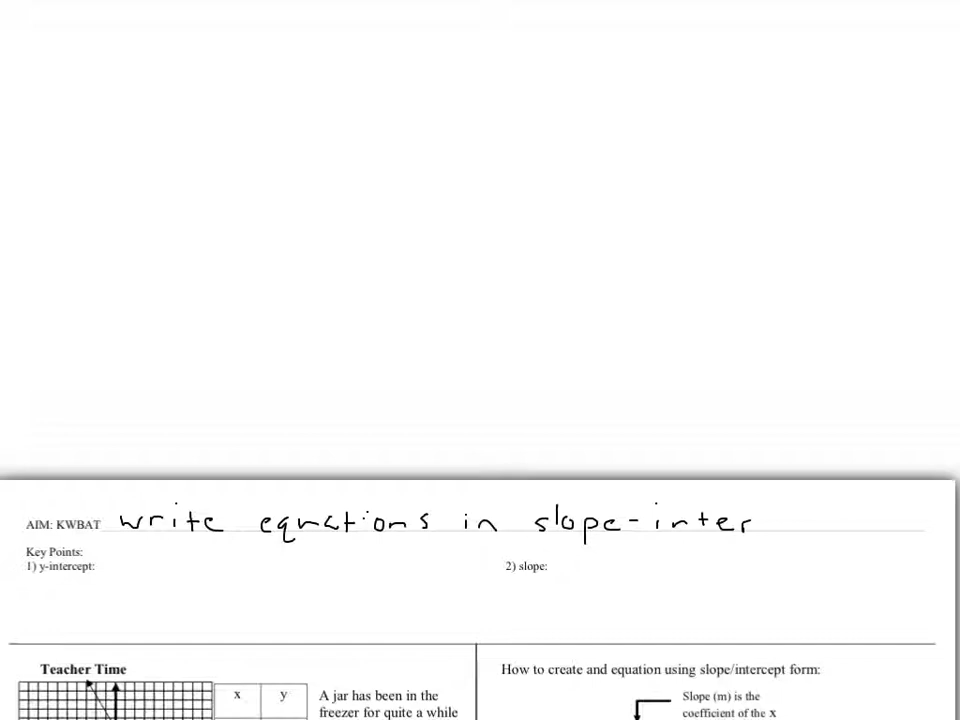 AIM: KWBAT write equations in slope-inter
Key Points:
1) y-intercept:
2) slope:
Teacher Time
x y
A jar has been in the
freezer for quite a while
How to create and equation using slope/intercept form:
Slope (m) is the
coefficient of the x